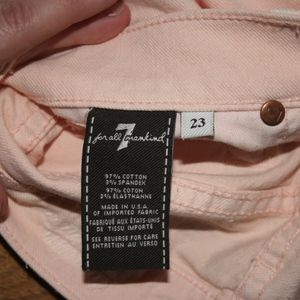 7
for all mankind
23
97% COTTON
3% SPANDEX
97% COTON
3% ELASTHANNE
MADE IN U.S.A.
OF IMPORTED FABRIC
FABRIQUÉ AUX ÉTATS-UNIS
DE TISSU IMPORTÉ
SEE REVERSE FOR CARE
ENTRETIEN AU VERSO